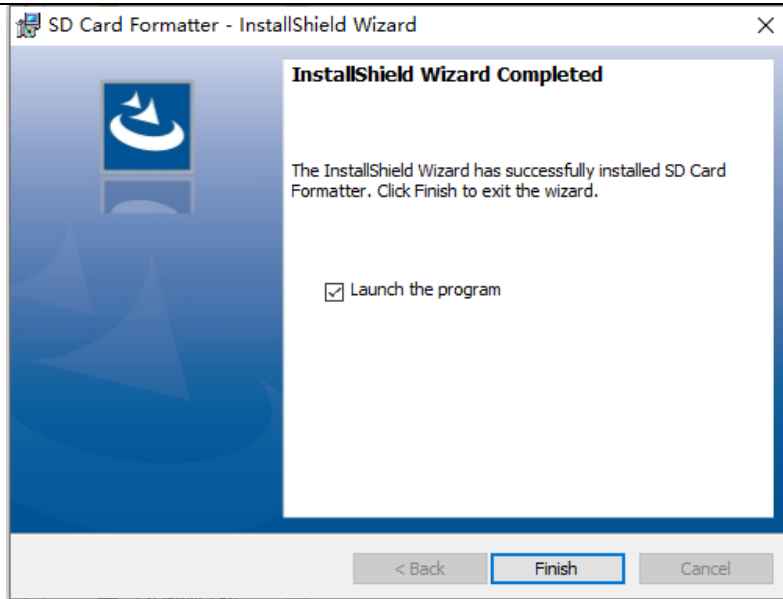 SD Card Formatter - InstallShield Wizard
InstallShield Wizard Completed
The InstallShield Wizard has successfully installed SD Card
Formatter. Click Finish to exit the wizard.
Launch the program
< Back
Finish
Cancel